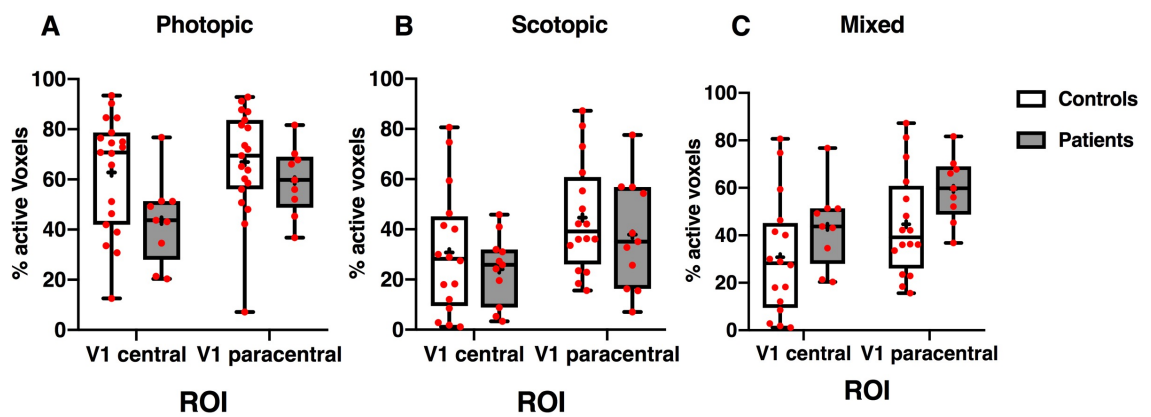 A Photopic
% active Voxels
100
80
60
40
20
0
V1 central V1 paracentral
ROI
B Scotopic
% active voxels
100
80
60
40
20
0
V1 central V1 paracentral
ROI
C Mixed
% active voxels
100
80
60
40
20
0
V1 central V1 paracentral
ROI
Controls
Patients